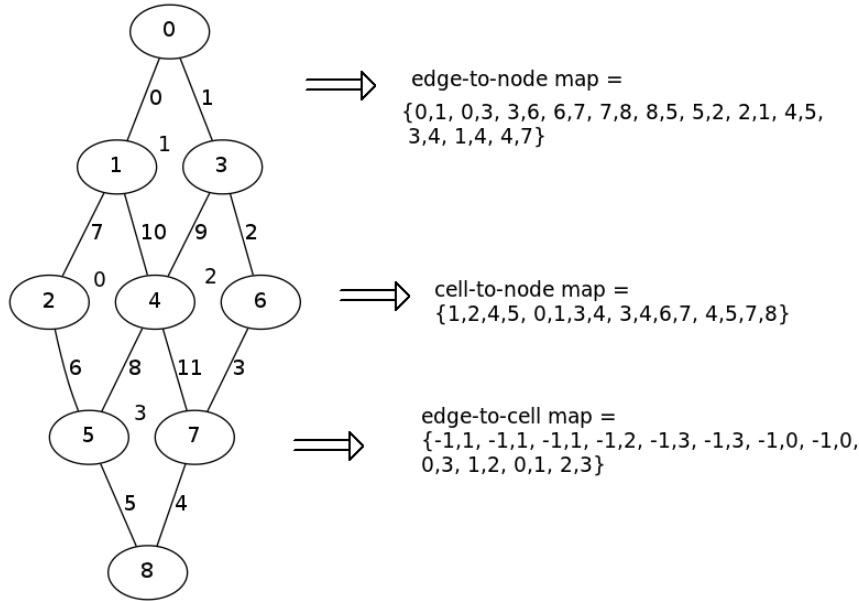 0
0 1
edge-to-node map =
{0,1, 0,3, 3,6, 6,7, 7,8, 8,5, 5,2, 2,1, 4,5,
3,4, 1,4, 4,7}
1
1 3
7 10 9 2
0 2
2 4 6
cell-to-node map =
{1,2,4,5, 0,1,3,4, 3,4,6,7, 4,5,7,8}
6 8 11 3
3
5 7
edge-to-cell map =
{-1,1, -1,1, -1,1, -1,2, -1,3, -1,3, -1,0, -1,0,
0,3, 1,2, 0,1, 2,3}
5 4
8